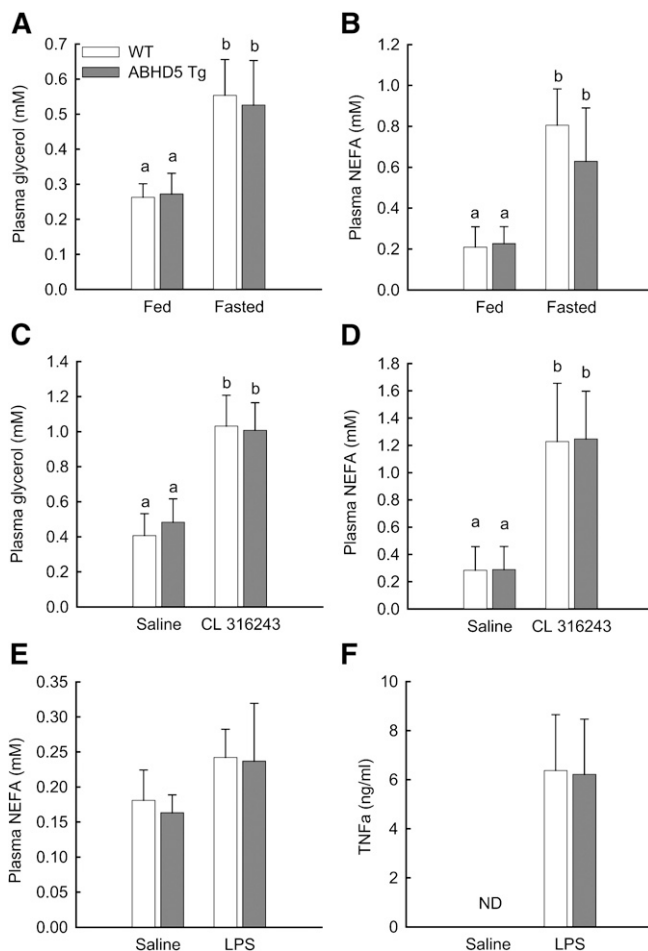 A
Plasma glycerol (mM)
0.7
0.6
0.5
0.4
0.3
0.2
0.1
0.0
WT
ABHD5 Tg
a a
b b
Fed Fasted
B
Plasma NEFA (mM)
1.2
1.0
0.8
0.6
0.4
0.2
0.0
a a
b b
Fed Fasted
C
Plasma glycerol (mM)
1.4
1.2
1.0
0.8
0.6
0.4
0.2
0.0
a a
b b
Saline CL 316243
D
Plasma NEFA (mM)
1.8
1.6
1.4
1.2
1.0
0.8
0.6
0.4
0.2
0.0
a a
b b
Saline CL 316243
E
Plasma NEFA (mM)
0.35
0.30
0.25
0.20
0.15
0.10
0.05
0.00
Saline LPS
F
TNFa (ng/ml)
10
8
6
4
2
0
ND
Saline LPS